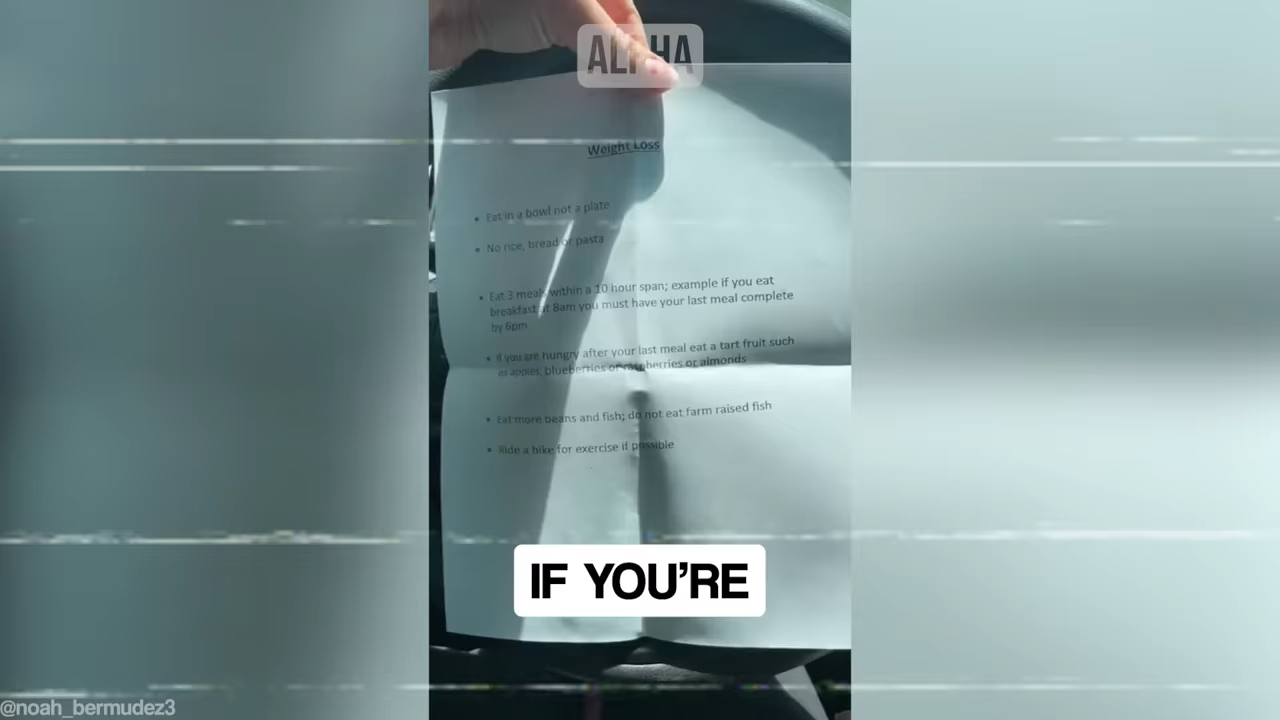 ALPHA
Weight Loss
• Eat in a bowl not a plate
• No rice, bread or pasta
• Eat 3 meals within a 10 hour span; example if you eat
breakfast at 8am you must have your last meal complete
by 6pm
• If you are hungry after your last meal eat a tart fruit such
as apples, blueberries or raspberries or almonds
• Eat more beans and fish; do not eat farm raised fish
• Ride a bike for exercise if possible
IF YOU'RE
@noah_bermudez3